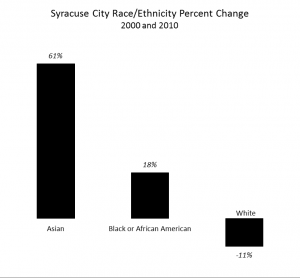 Syracuse City Race/Ethnicity Percent Change
2000 and 2010
61%
18%
White
Asian
Black or African American
-11%